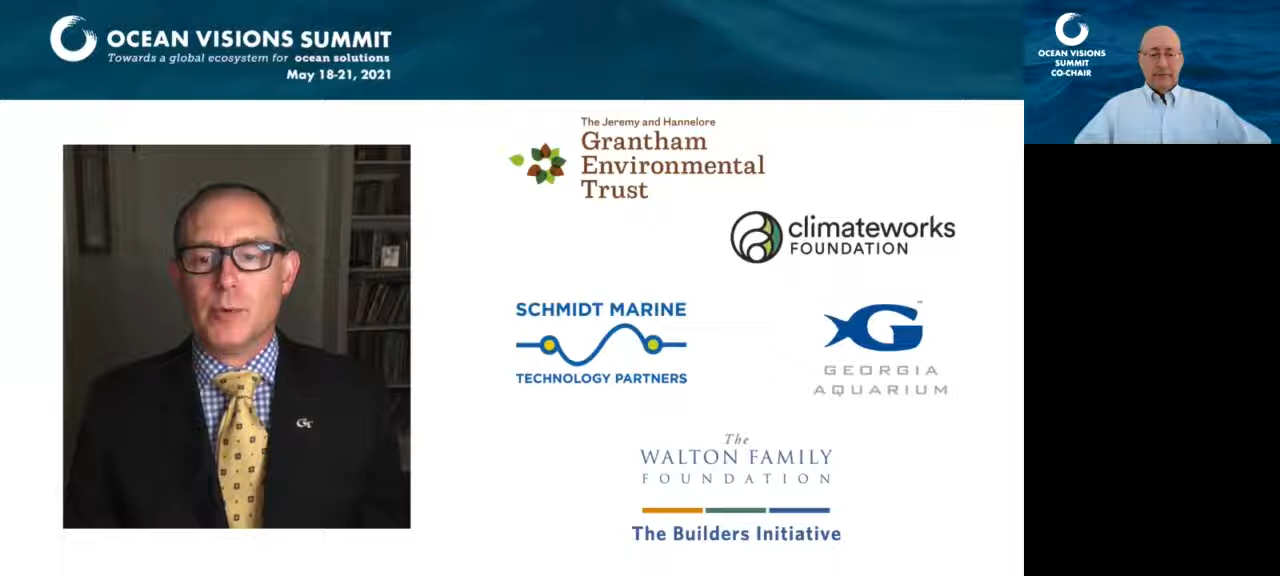 OCEAN VISIONS SUMMIT
Towards a global ecosystem for ocean solutions
May 18-21, 2021
OCEAN VISIONS
SUMMIT
CO-CHAIR
The Jeremy and Hannelore
Grantham
Environmental
Trust
climateworks
FOUNDATION
SCHMIDT MARINE
TECHNOLOGY PARTNERS
G
GEORGIA
AQUARIUM
GT
The
WALTON FAMILY
FOUNDATION
The Builders Initiative